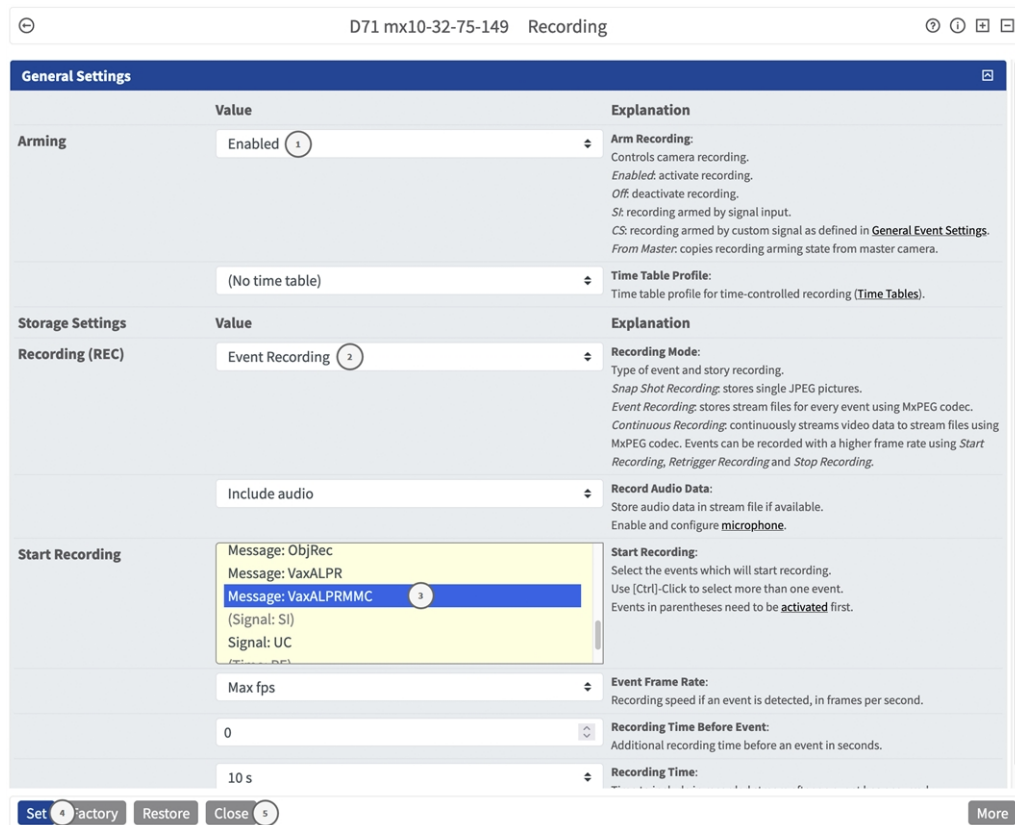 D71 mx10-32-75-149 Recording
General Settings
Value Explanation
Arming
Enabled 1
Arm Recording:
Controls camera recording.
Enabled: activate recording.
Off: deactivate recording.
SI: recording armed by signal input.
CS: recording armed by custom signal as defined in General Event Settings.
From Master: copies recording arming state from master camera.
(No time table)
Time Table Profile:
Time table profile for time-controlled recording (Time Tables).
Storage Settings Value Explanation
Recording (REC)
Event Recording 2
Recording Mode:
Type of event and story recording.
Snap Shot Recording: stores single JPEG pictures.
Event Recording: stores stream files for every event using MxPEG codec.
Continuous Recording: continuously streams video data to stream files using
MxPEG codec. Events can be recorded with a higher frame rate using Start
Recording, Retrigger Recording and Stop Recording.
Include audio
Record Audio Data:
Store audio data in stream file if available.
Enable and configure microphone.
Start Recording
Message: ObjRec
Message: VaxALPR
Message: VaxALPRMMC 3
(Signal: SI)
Signal: UC
Start Recording:
Select the events which will start recording.
Use [Ctrl]-Click to select more than one event.
Events in parentheses need to be activated first.
Max fps
Event Frame Rate:
Recording speed if an event is detected, in frames per second.
0
Recording Time Before Event:
Additional recording time before an event in seconds.
10 s
Recording Time:
Set 4 Factory Restore Close 5 More